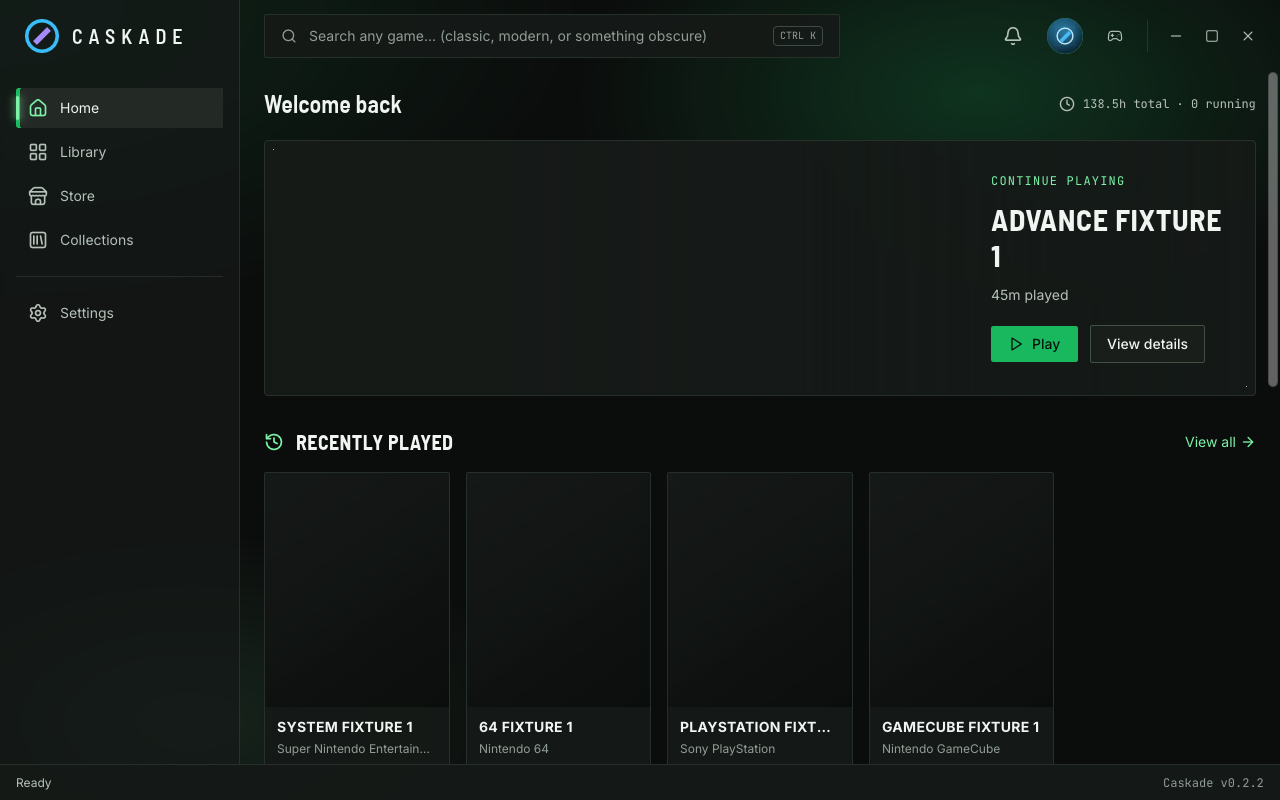 CASKADE
Search any game... (classic, modern, or something obscure)
CTRL K
Home
Library
Store
Collections
Settings
Welcome back
138.5h total · 0 running
CONTINUE PLAYING
ADVANCE FIXTURE
1
45m played
Play
View details
RECENTLY PLAYED
View all
SYSTEM FIXTURE 1
Super Nintendo Entertain...
64 FIXTURE 1
Nintendo 64
PLAYSTATION FIXT...
Sony PlayStation
GAMECUBE FIXTURE 1
Nintendo GameCube
Ready
Caskade v0.2.2